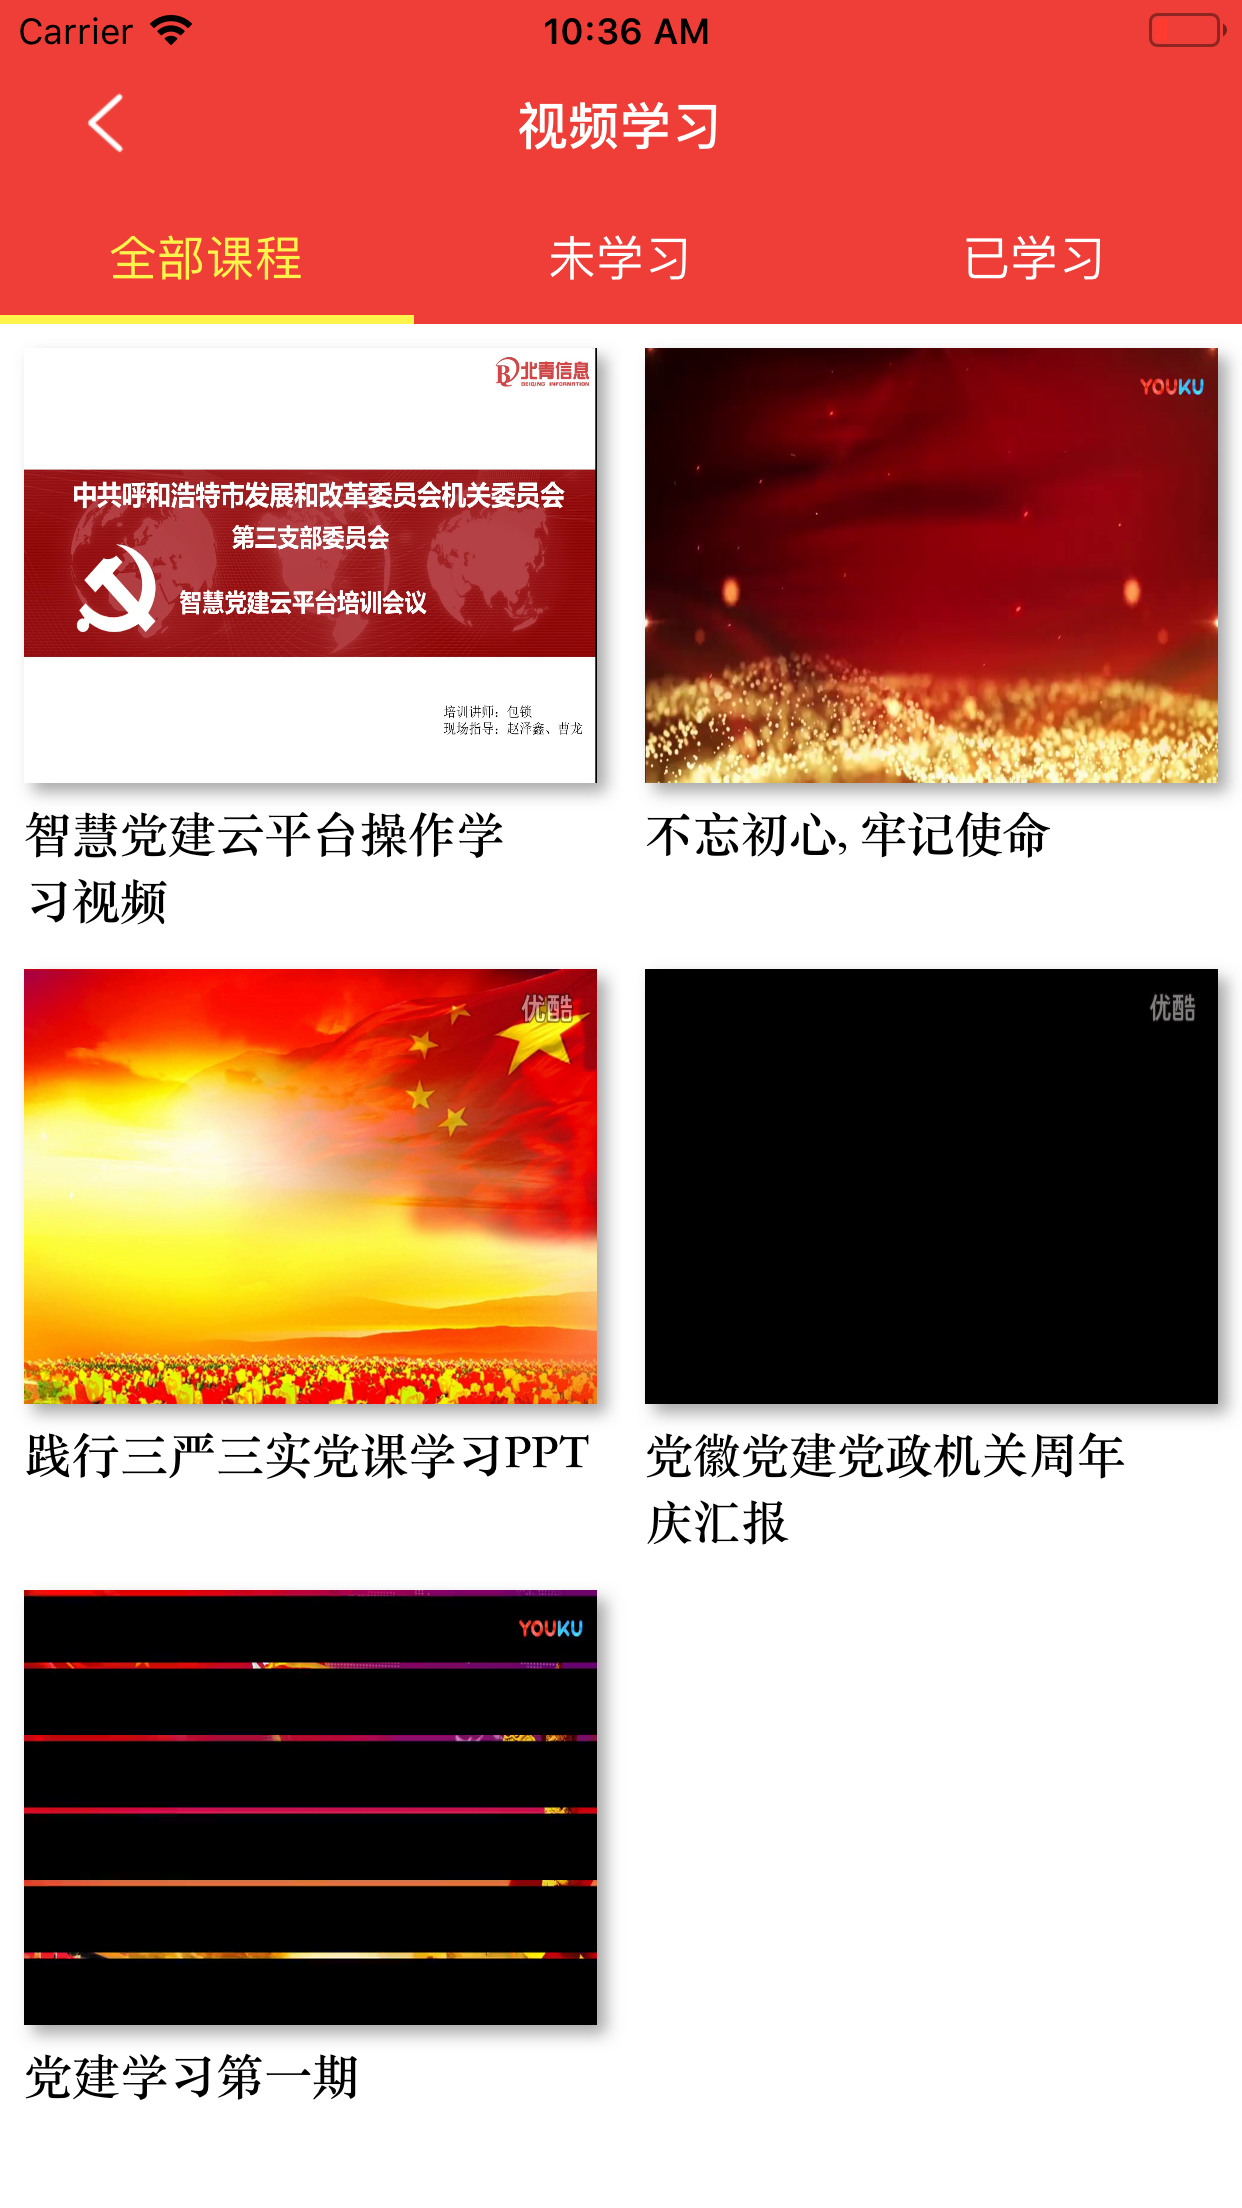 Carrier
10:36 AM
视频学习
全部课程
未学习
已学习
北青信息
BEIQING INFORMATION
中共呼和浩特市发展和改革委员会机关委员会
第三支部委员会
智慧党建云平台培训会议
培训讲师：包锁
现场指导：赵泽鑫、曹龙
YOUKU
智慧党建云平台操作学
习视频
不忘初心, 牢记使命
优酷
优酷
践行三严三实党课学习PPT
党徽党建党政机关周年
庆汇报
YOUKU
党建学习第一期